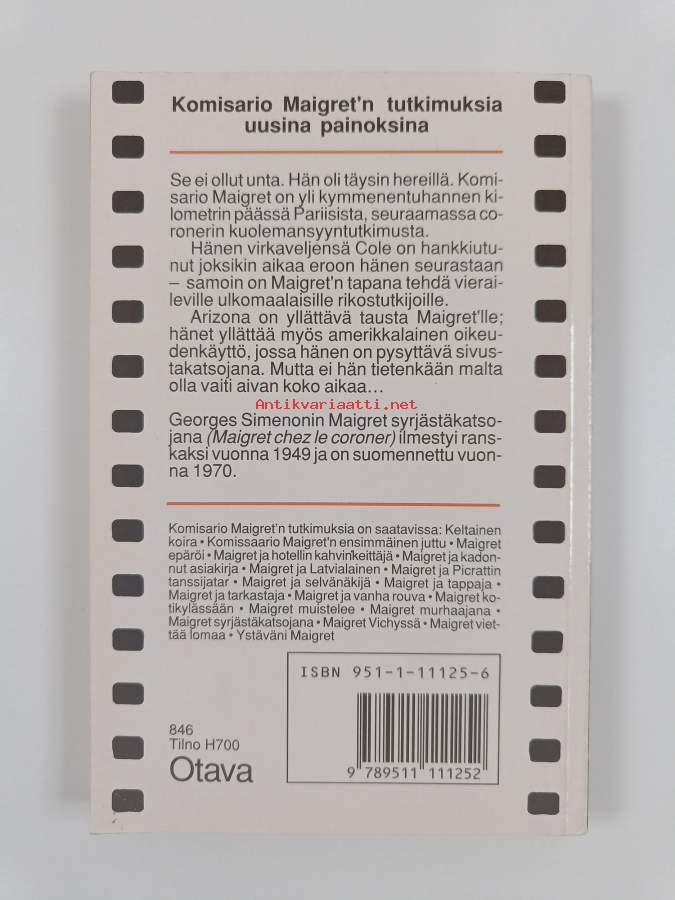 Komisario Maigret'n tutkimuksia
uusina painoksina
Se ei ollut unta. Hän oli täysin hereillä. Komi-
sario Maigret on yli kymmenentuhannen ki-
lometrin päässä Pariisista, seuraamassa co-
ronerin kuolemansyyntutkimusta.
Hänen virkaveljensä Cole on hankkiutu-
nut joksikin aikaa eroon hänen seurastaan
– samoin on Maigret'n tapana tehdä vierai-
leville ulkomaalaisille rikostutkijoille.
Arizona on yllättävä tausta Maigret'lle;
hänet yllättää myös amerikkalainen oikeu-
denkäyttö, jossa hänen on pysyttävä sivus-
takatsojana. Mutta ei hän tietenkään malta
olla vaiti aivan koko aikaa...
Antikvariaatti.net
Georges Simenonin Maigret syrjästäkatso-
jana (Maigret chez le coroner) ilmestyi rans-
kaksi vuonna 1949 ja on suomennettu vuon-
na 1970.
Komisario Maigret'n tutkimuksia on saatavissa: Keltainen
koira • Komissaario Maigret'n ensimmäinen juttu • Maigret
epäröi • Maigret ja hotellin kahvinkeittäjä • Maigret ja kadon-
nut asiakirja • Maigret ja Latvialainen • Maigret ja Picrattin
tanssijatar • Maigret ja selvänäkijä • Maigret ja tappaja •
Maigret ja tarkastaja • Maigret ja vanha rouva • Maigret ko-
tikylässään • Maigret muistelee • Maigret murhaajana •
Maigret syrjästäkatsojana • Maigret Vichyssä • Maigret viet-
tää lomaa • Ystäväni Maigret
ISBN 951-1-11125-6
846
Tilno H700
Otava
9 789511 111252